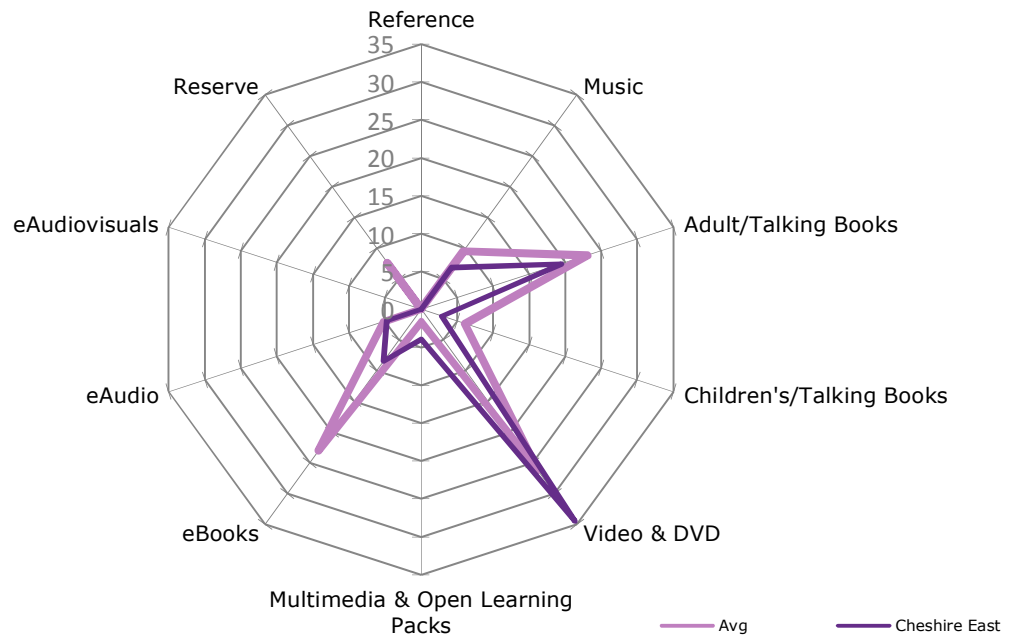 Reference
35
30
25
20
15
10
5
0
Reserve
Music
eAudiovisuals
Adult/Talking Books
eAudio
Children's/Talking Books
eBooks
Video & DVD
Multimedia & Open Learning
Packs
Avg
Cheshire East